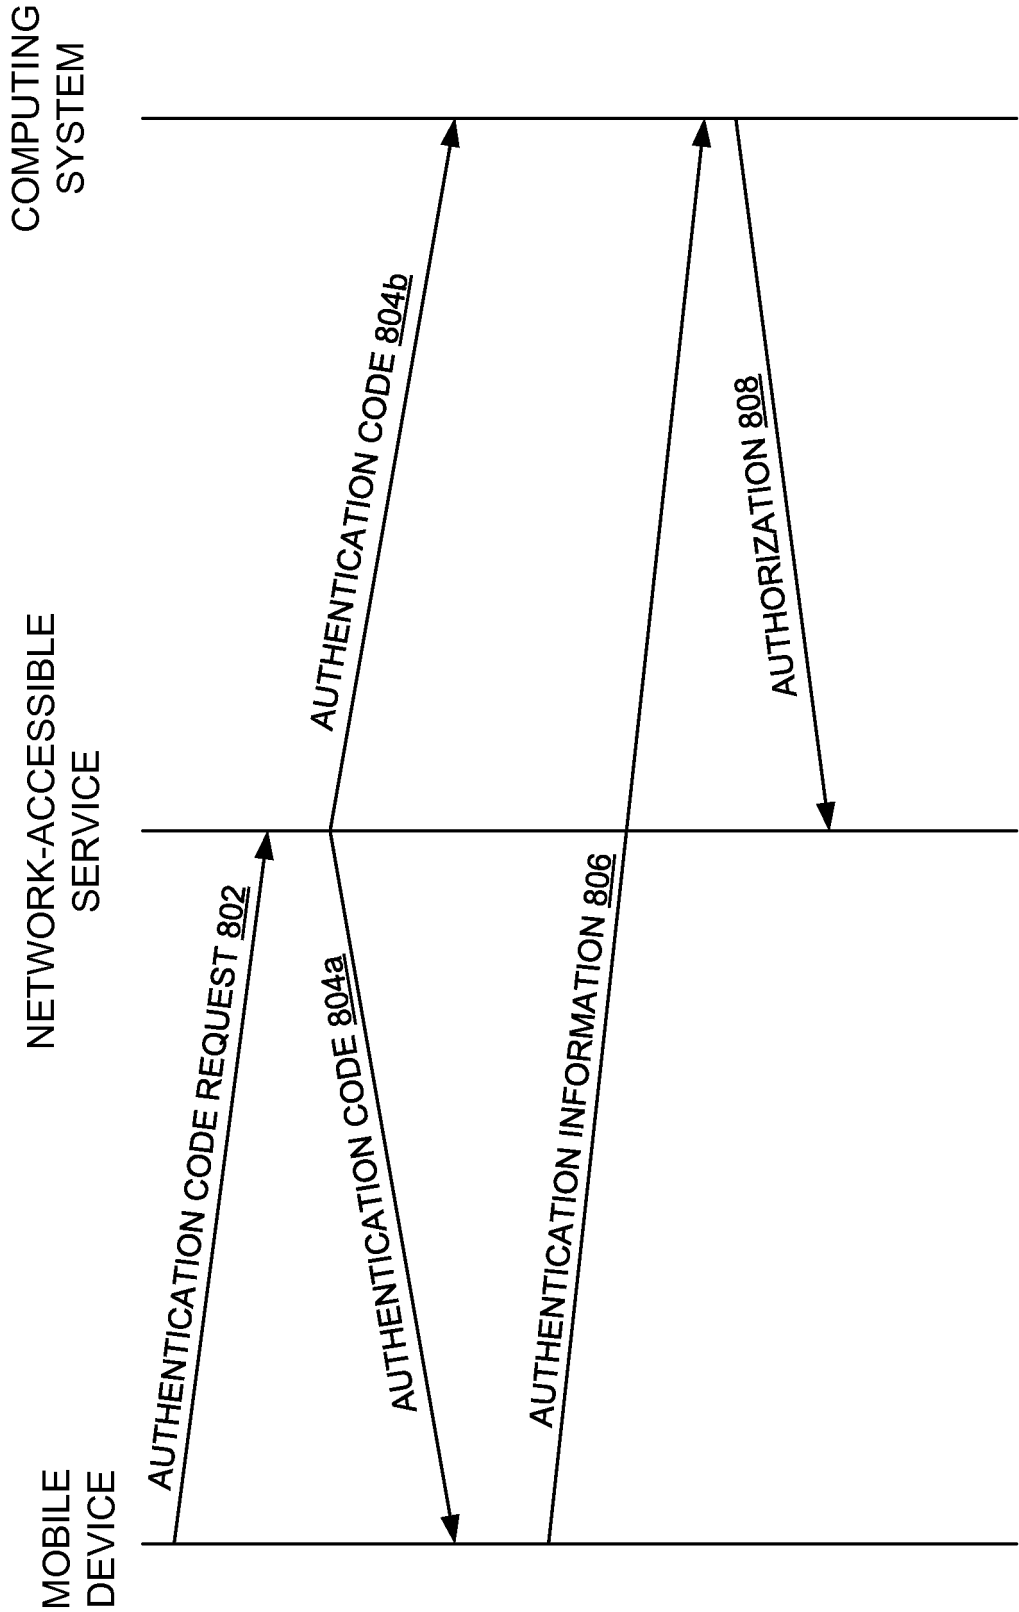 MOBILE
DEVICE
NETWORK-ACCESSIBLE
SERVICE
COMPUTING
SYSTEM
AUTHENTICATION CODE REQUEST 802
AUTHENTICATION CODE 804a
AUTHENTICATION CODE 804b
AUTHENTICATION INFORMATION 806
AUTHORIZATION 808